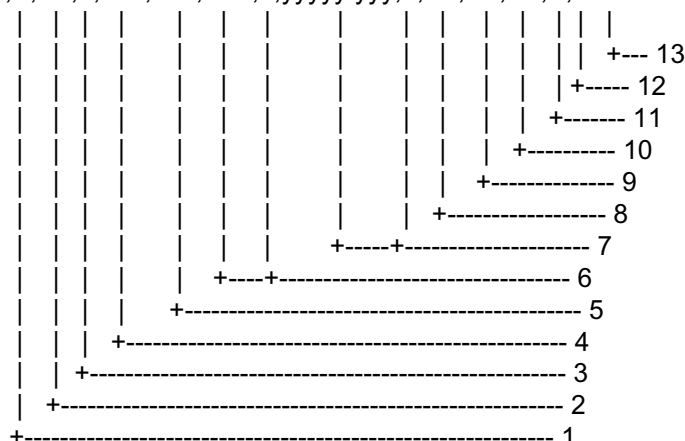 | | | | | | | | | | | | | | |
| | | | | | | | | | | | | | +--- 13
| | | | | | | | | | | | | +----- 12
| | | | | | | | | | | | +------- 11
| | | | | | | | | | | +---------- 10
| | | | | | | | | | +-------------- 9
| | | | | | | | | +------------------ 8
| | | | | | | +-----+--------------------- 7
| | | | | +----+--------------------------------- 6
| | | | +-------------------------------------------- 5
| | | +------------------------------------------------- 4
| | +----------------------------------------------------- 3
| +-------------------------------------------------------- 2
+----------------------------------------------------------- 1